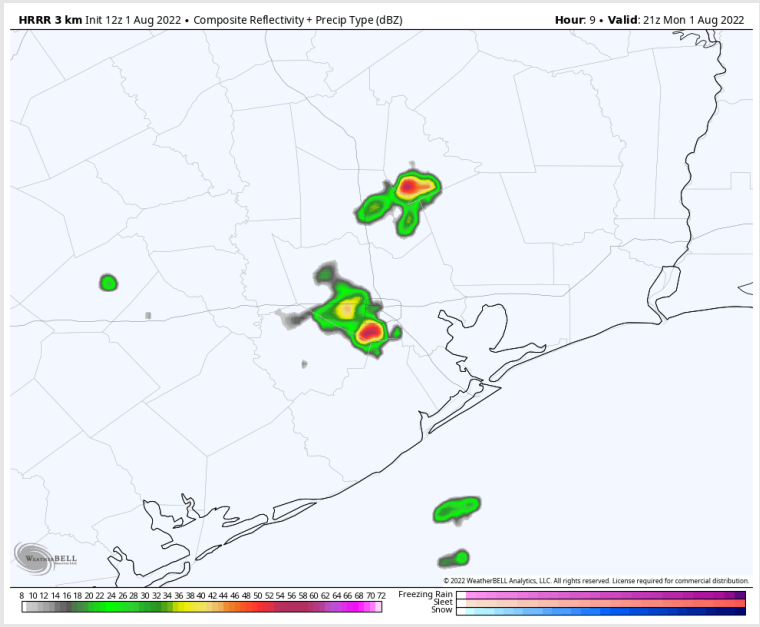 HRRR 3 km Init 12z 1 Aug 2022 • Composite Reflectivity + Precip Type (dBZ)
Hour: 9 • Valid: 21z Mon 1 Aug 2022
WEATHERBELL
© 2022 WeatherBELL Analytics, LLC. All rights reserved. License required for commercial distribution.
8 10 12 14 16 18 20 22 24 26 28 30 32 34 36 38 40 42 44 46 48 50 52 54 56 58 60 62 64 66 68 70 72
Freezing Rain
Sleet
Snow